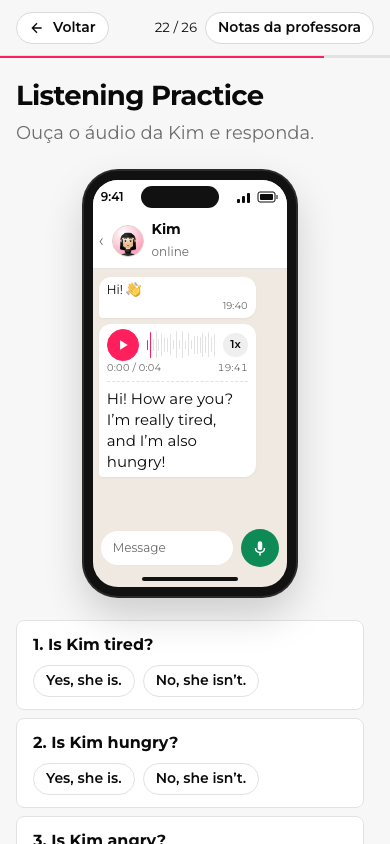 ← Voltar
22 / 26
Notas da professora
Listening Practice
Ouça o áudio da Kim e responda.
9:41
Kim
online
Hi! 👋
19:40
1x
0:00 / 0:04
19:41
Hi! How are you?
I’m really tired,
and I’m also
hungry!
Message
1. Is Kim tired?
Yes, she is.
No, she isn’t.
2. Is Kim hungry?
Yes, she is.
No, she isn’t.
3. Is Kim angry?